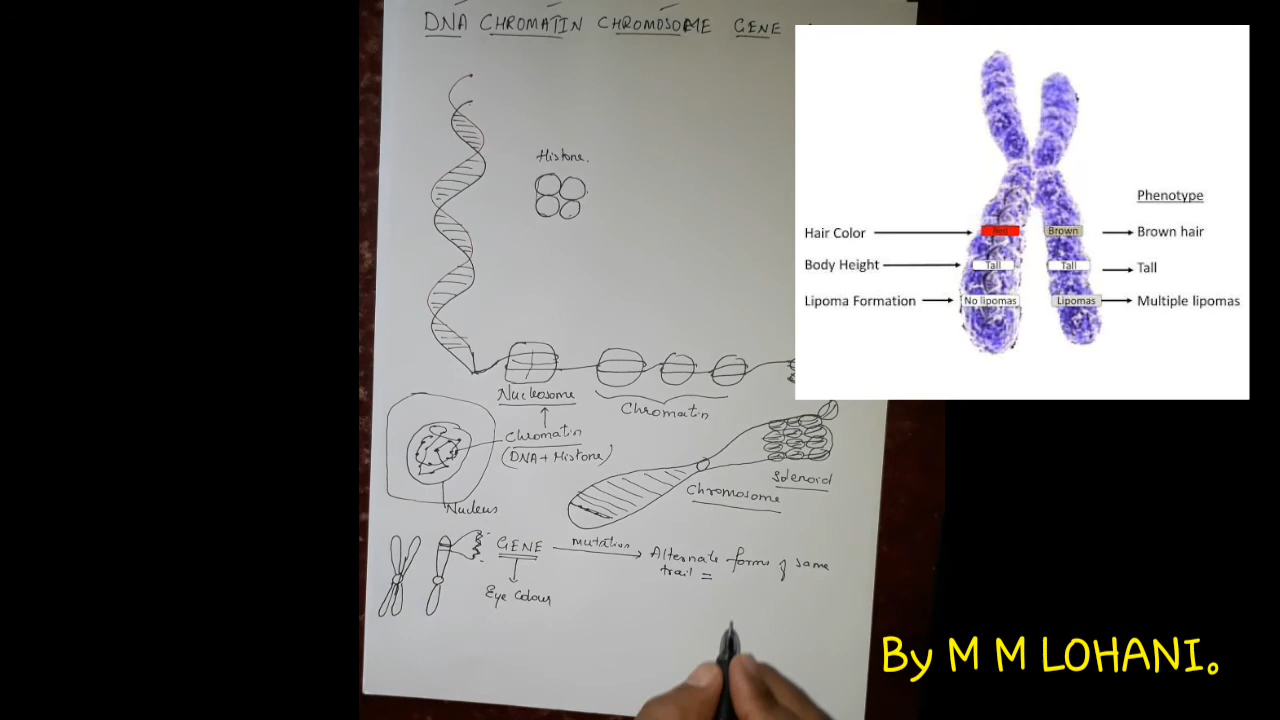 DNA CHROMATIN CHROMOSOME GENE
Histone.
Nucleosome
Chromatin
Chromatin
(DNA + Histone)
Nucleus
Solenoid
Chromosome
GENE
mutation
Alternate forms of same
trait =
Eye Colour
Phenotype
Hair Color
Red
Brown
Brown hair
Body Height
Tall
Tall
Tall
Lipoma Formation
No lipomas
Lipomas
Multiple lipomas
By M M LOHANI.